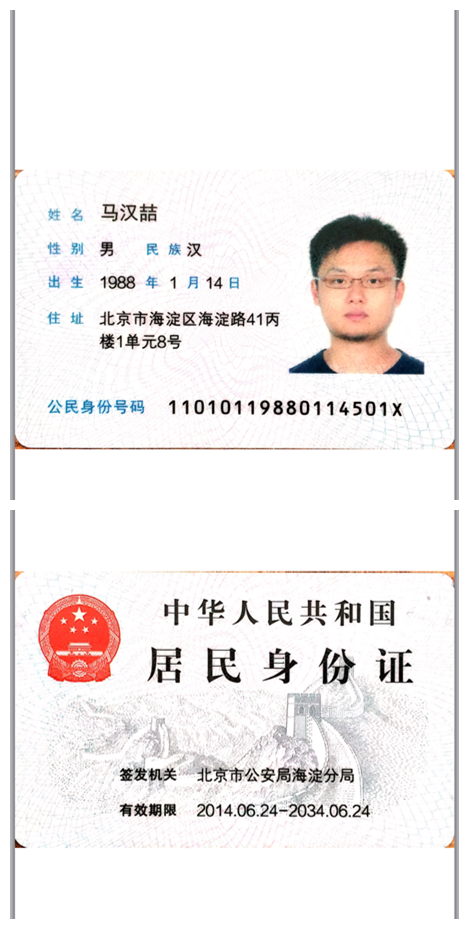 姓名 马汉喆
性别 男 民族 汉
出生 1988 年 1 月 14 日
住址 北京市海淀区海淀路41丙
楼1单元8号
公民身份号码 11010119880114501X
中华人民共和国
居民身份证
签发机关 北京市公安局海淀分局
有效期限 2014.06.24-2034.06.24